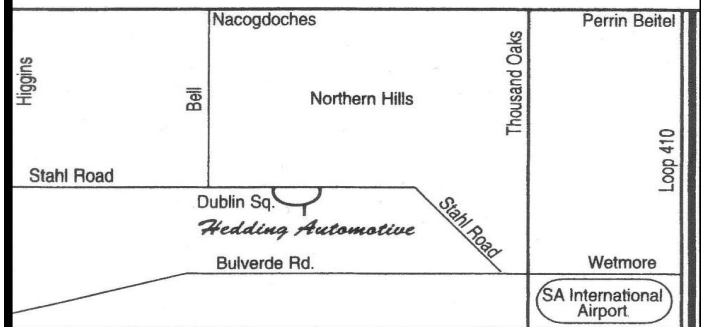 Nacogdoches
Perrin Beitel
Higgins
Bell
Northern Hills
Thousand Oaks
Loop 410
Stahl Road
Dublin Sq.
Hedding Automotive
Stahl Road
Bulverde Rd.
Wetmore
SA International
Airport